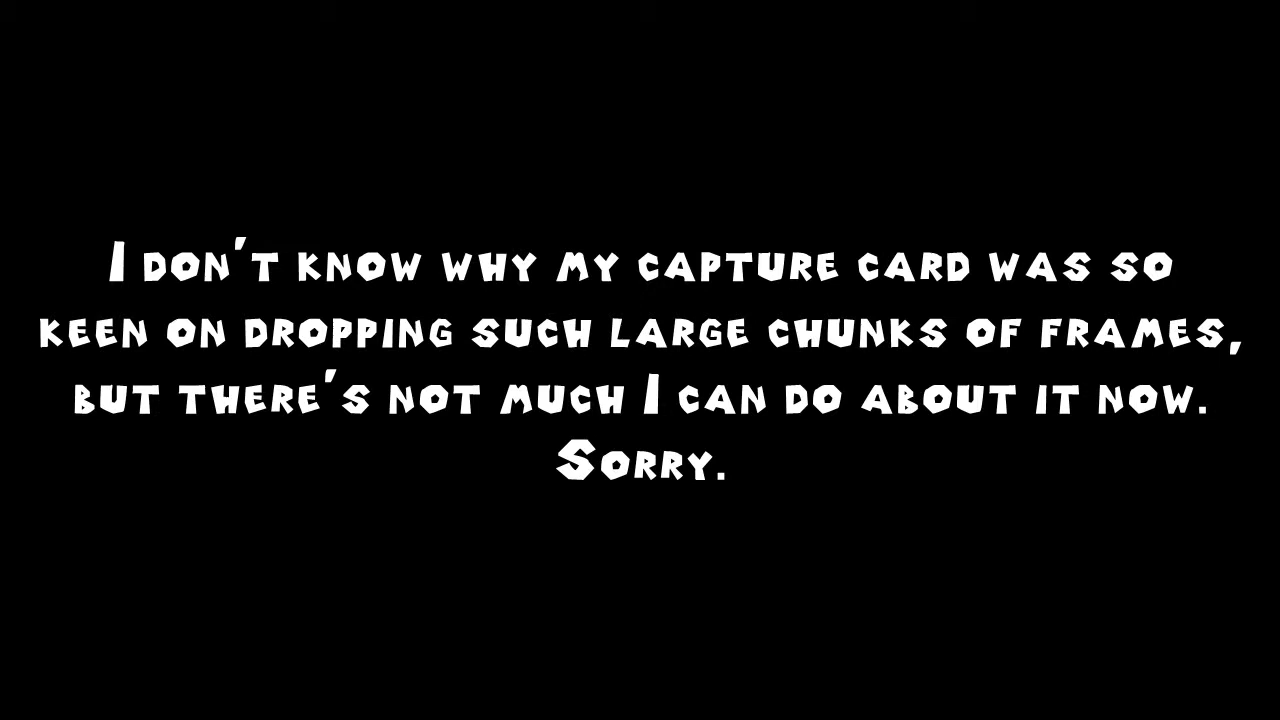 I don't know why my capture card was so
keen on dropping such large chunks of frames,
but there's not much I can do about it now.
Sorry.